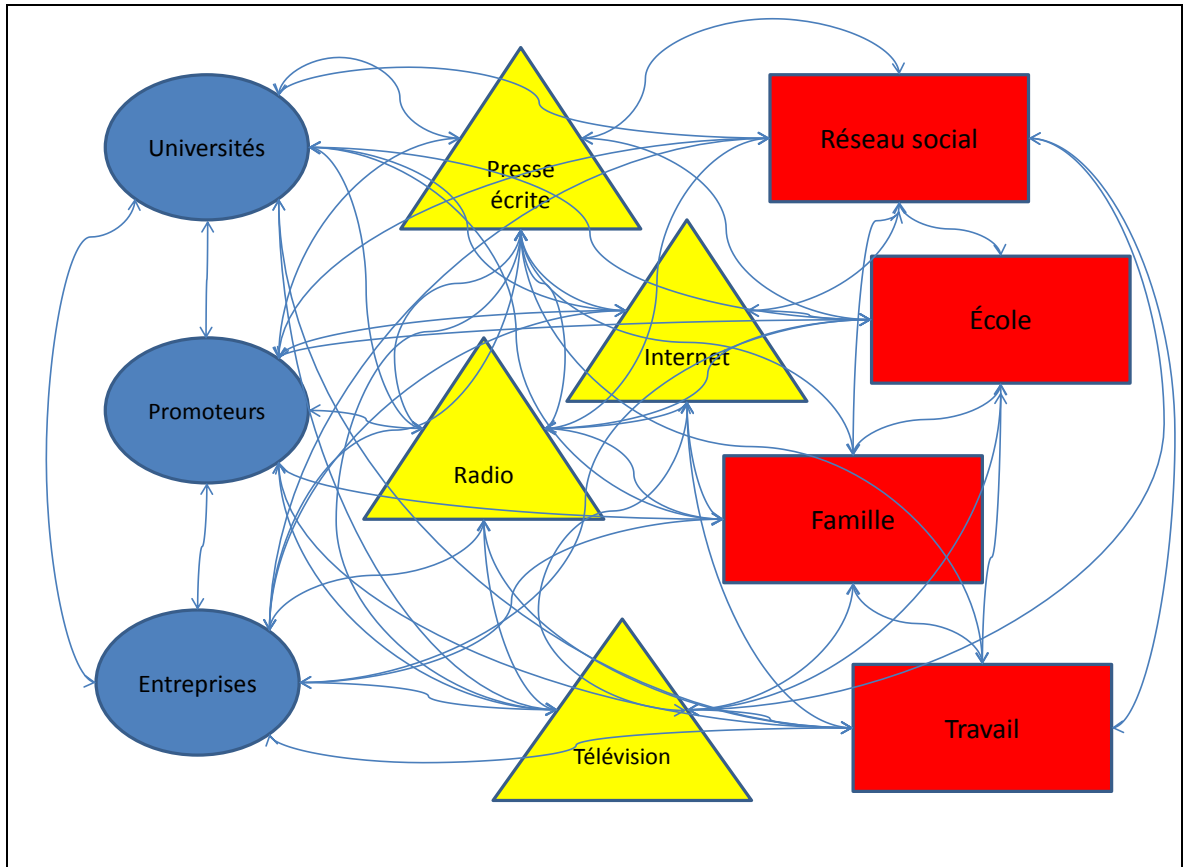 Universités
Promoteurs
Entreprises
Presse
écrite
Internet
Radio
Télévision
Réseau social
École
Famille
Travail